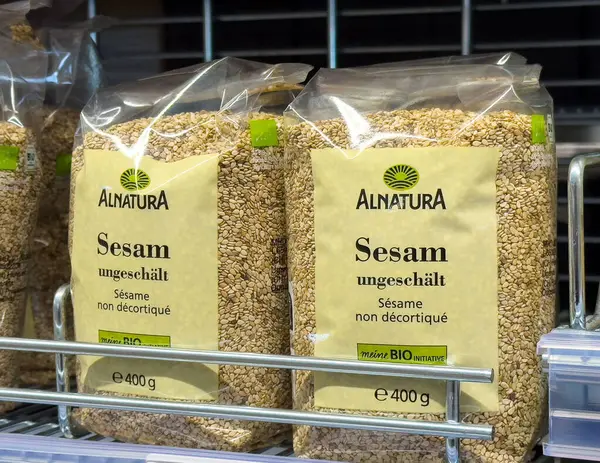 ALNATURA
Sesam
ungeschält
Sésame
non décortiqué
meine BIO INITIATIVE
℮400 g
ALNATURA
Sesam
ungeschält
Sésame
non décortiqué
meine BIO INITIATIVE
℮400 g